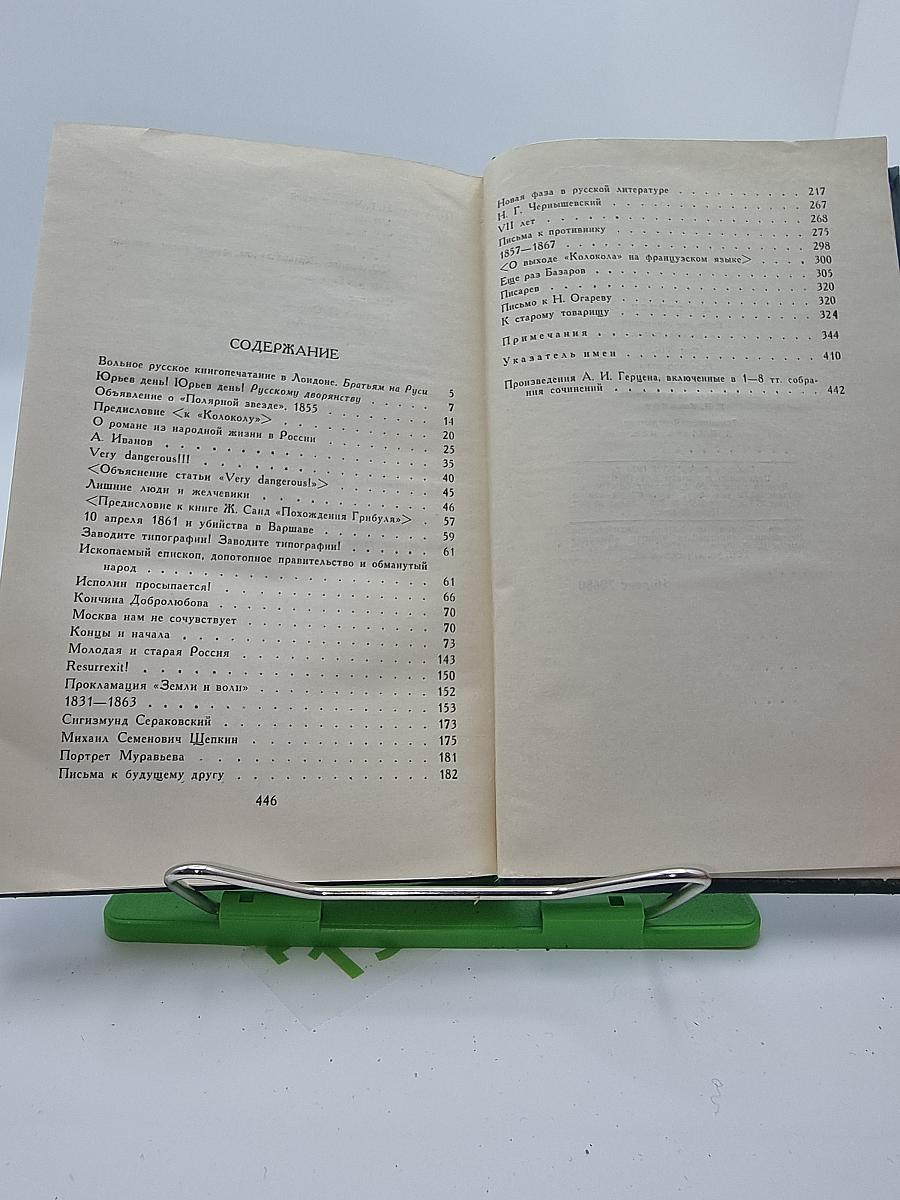 СОДЕРЖАНИЕ
Вольное русское книгопечатание в Лондоне. Братьям на Руси 5
Юрьев день! Юрьев день! Русскому дворянству . . . . . 7
Объявление о «Полярной звезде». 1855 . . . . . . . . 14
Предисловие <к «Колоколу»> . . . . . . . . . . . 20
О романе из народной жизни в России . . . . . . . . 25
А. Иванов . . . . . . . . . . . . . . . . . 35
Very dangerous!!! . . . . . . . . . . . . . . . 40
<Объяснение статьи «Very dangerous!»> . . . . . . . . 45
Лишние люди и желчевики . . . . . . . . . . . . 46
<Предисловие к книге Ж. Санд «Похождения Грибуля»> . 57
10 апреля 1861 и убийства в Варшаве . . . . . . . . 59
Заводите типографии! Заводите типографии! . . . . . . 61
Ископаемый епископ, допотопное правительство и обманутый
народ . . . . . . . . . . . . . . . . . . 61
Исполин просыпается! . . . . . . . . . . . . . . 66
Кончина Добролюбова . . . . . . . . . . . . . . 70
Москва нам не сочувствует . . . . . . . . . . . . 70
Концы и начала . . . . . . . . . . . . . . . . 73
Молодая и старая Россия . . . . . . . . . . . . . 143
Resurrexit! . . . . . . . . . . . . . . . . . 150
Прокламация «Земли и воли» . . . . . . . . . . . 152
1831—1863 . . . . . . . . . . . . . . . . . 153
Сигизмунд Сераковский . . . . . . . . . . . . . 173
Михаил Семенович Щепкин . . . . . . . . . . . . 175
Портрет Муравьева . . . . . . . . . . . . . . . 181
Письма к будущему другу . . . . . . . . . . . . . 182
446
Новая фаза в русской литературе . . . . . . . . . . 217
Н. Г. Чернышевский . . . . . . . . . . . . . . 267
VII лет . . . . . . . . . . . . . . . . . . 268
Письма к противнику . . . . . . . . . . . . . . 275
1857—1867 . . . . . . . . . . . . . . . . . 298
<О выходе «Колокола» на французском языке> . . . . . 300
Еще раз Базаров . . . . . . . . . . . . . . . 305
Писарев . . . . . . . . . . . . . . . . . . 320
Письмо к Н. Огареву . . . . . . . . . . . . . . 320
К старому товарищу . . . . . . . . . . . . . . 324
Примечания . . . . . . . . . . . . . . . . 344
Указатель имен . . . . . . . . . . . . . . . 410
Произведения А. И. Герцена, включенные в 1—8 тт. собра-
ния сочинений . . . . . . . . . . . . . . . 442